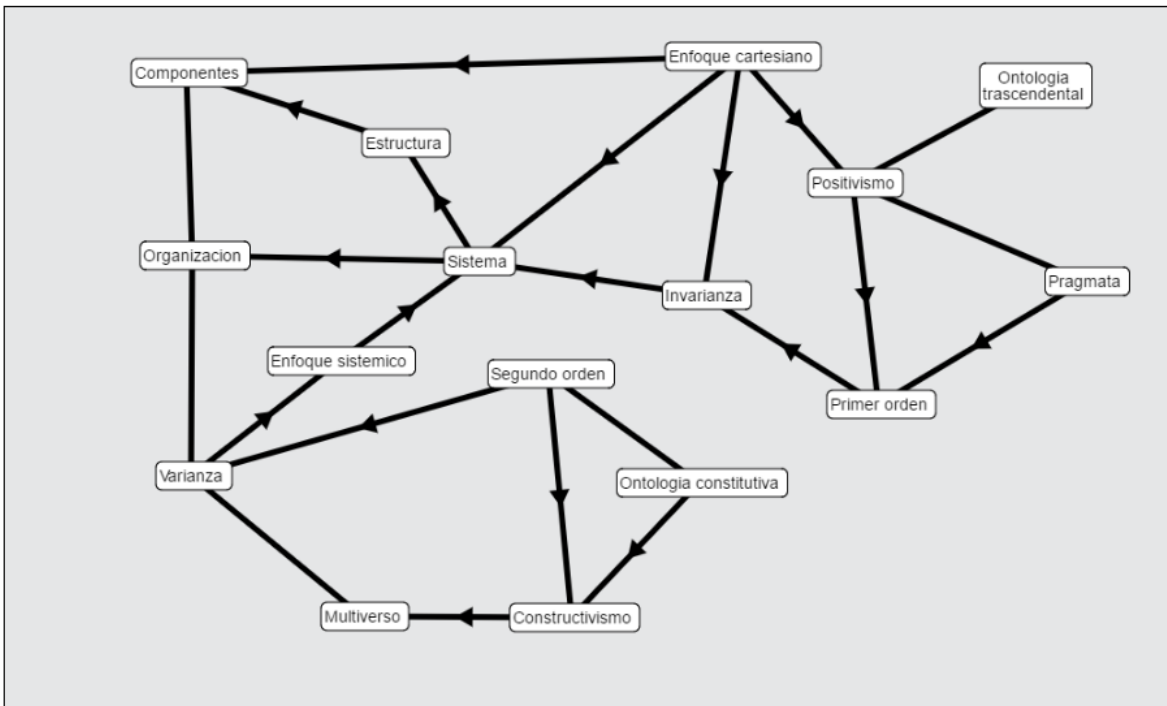 Enfoque cartesiano
Componentes
Ontologia
trascendental
Estructura
Positivismo
Organizacion
Sistema
Invarianza
Pragmata
Enfoque sistemico
Segundo orden
Primer orden
Varianza
Ontologia constitutiva
Multiverso
Constructivismo